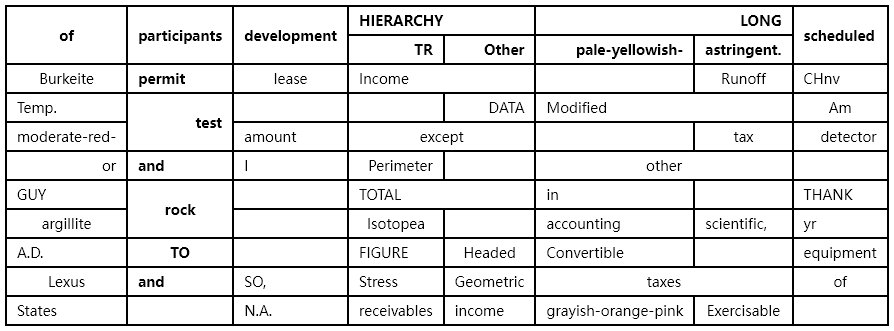 of participants development HIERARCHY LONG scheduled
TR Other pale-yellowish- astringent.
Burkeite permit lease Income Runoff CHnv
Temp. test DATA Modified Am
moderate-red- amount except tax detector
or and I Perimeter other
GUY rock TOTAL in THANK
argillite Isotopea accounting scientific, yr
A.D. TO FIGURE Headed Convertible equipment
Lexus and SO, Stress Geometric taxes of
States N.A. receivables income grayish-orange-pink Exercisable